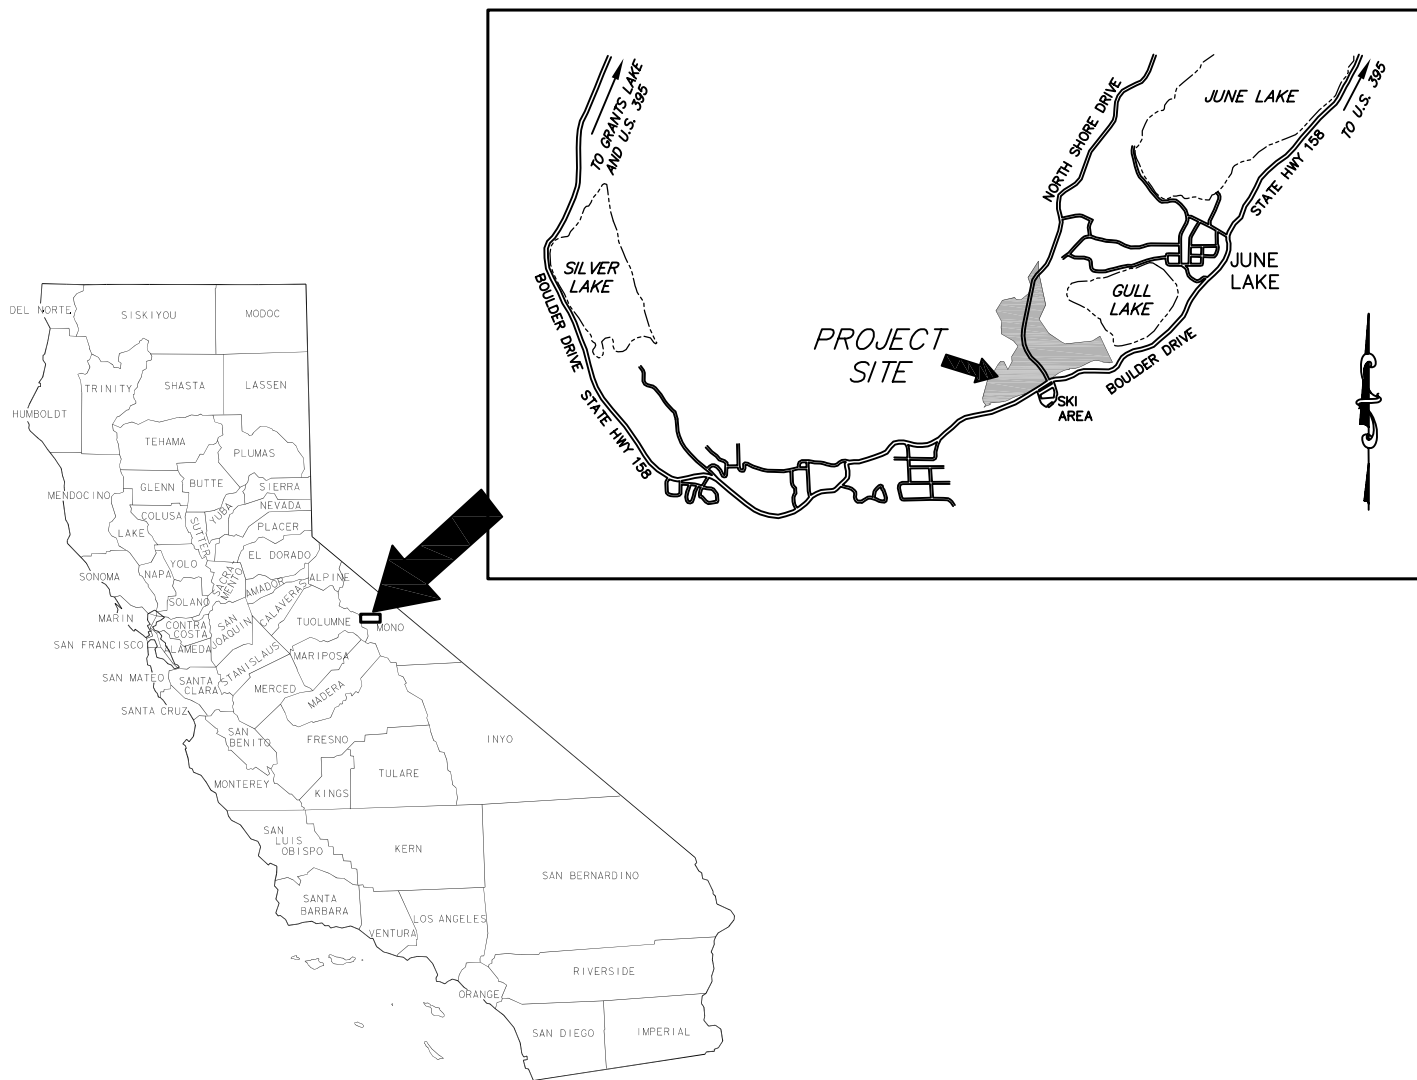 TO GRANTS LAKE
AND U.S. 395
NORTH SHORE DRIVE
JUNE LAKE
TO U.S. 395
STATE HWY 158
SILVER
LAKE
BOULDER DRIVE
STATE HWY 158
JUNE
LAKE
GULL
LAKE
PROJECT
SITE
BOULDER DRIVE
SKI
AREA
DEL NORTE
SISKIYOU
MODOC
TRINITY
SHASTA
LASSEN
HUMBOLDT
TEHAMA
PLUMAS
MENDOCINO
GLENN
BUTTE
SIERRA
NEVADA
COLUSA
YUBA
SUTTER
PLACER
LAKE
EL DORADO
YOLO
SONOMA
NAPA
SACRA
MENTO
AMADOR
ALPINE
SOLANO
CALAVERAS
MARIN
CONTRA
COSTA
SAN
JOAQUIN
TUOLUMNE
MONO
SAN FRANCISCO
ALAMEDA
STANISLAUS
MARIPOSA
SAN MATEO
SANTA
CLARA
MERCED
MADERA
SANTA CRUZ
SAN
BENITO
FRESNO
INYO
MONTEREY
KINGS
TULARE
SAN
LUIS
OBISPO
KERN
SAN BERNARDINO
SANTA
BARBARA
VENTURA
LOS ANGELES
RIVERSIDE
ORANGE
SAN DIEGO
IMPERIAL